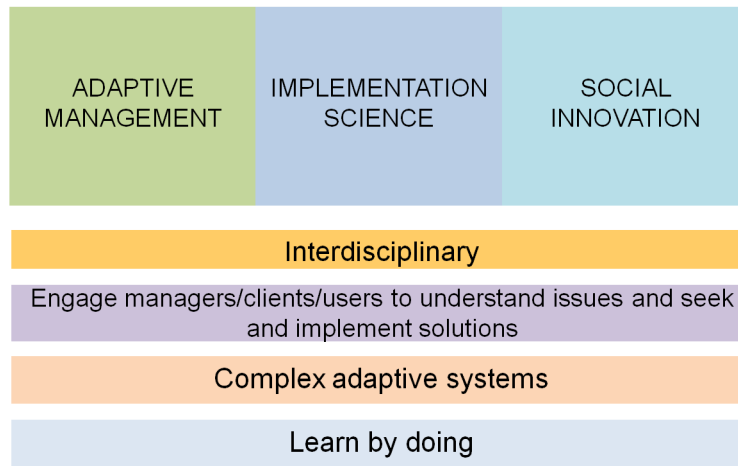 ADAPTIVE
MANAGEMENT
IMPLEMENTATION
SCIENCE
SOCIAL
INNOVATION
Interdisciplinary
Engage managers/clients/users to understand issues and seek
and implement solutions
Complex adaptive systems
Learn by doing